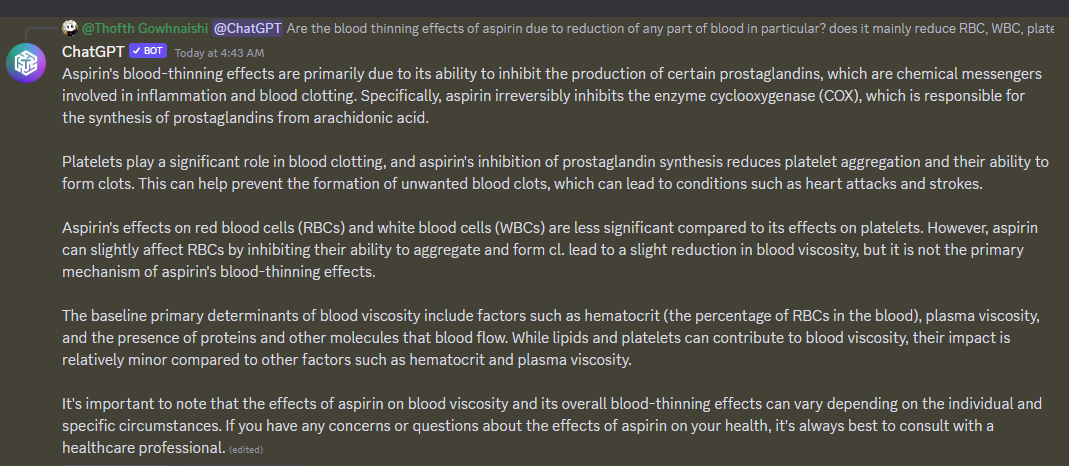 @Thofth Gowhnaishi @ChatGPT Are the blood thinning effects of aspirin due to reduction of any part of blood in particular? does it mainly reduce RBC, WBC, plate
ChatGPT ✓ BOT Today at 4:43 AM
Aspirin's blood-thinning effects are primarily due to its ability to inhibit the production of certain prostaglandins, which are chemical messengers
involved in inflammation and blood clotting. Specifically, aspirin irreversibly inhibits the enzyme cyclooxygenase (COX), which is responsible for
the synthesis of prostaglandins from arachidonic acid.
Platelets play a significant role in blood clotting, and aspirin's inhibition of prostaglandin synthesis reduces platelet aggregation and their ability to
form clots. This can help prevent the formation of unwanted blood clots, which can lead to conditions such as heart attacks and strokes.
Aspirin's effects on red blood cells (RBCs) and white blood cells (WBCs) are less significant compared to its effects on platelets. However, aspirin
can slightly affect RBCs by inhibiting their ability to aggregate and form cl. lead to a slight reduction in blood viscosity, but it is not the primary
mechanism of aspirin's blood-thinning effects.
The baseline primary determinants of blood viscosity include factors such as hematocrit (the percentage of RBCs in the blood), plasma viscosity,
and the presence of proteins and other molecules that blood flow. While lipids and platelets can contribute to blood viscosity, their impact is
relatively minor compared to other factors such as hematocrit and plasma viscosity.
It's important to note that the effects of aspirin on blood viscosity and its overall blood-thinning effects can vary depending on the individual and
specific circumstances. If you have any concerns or questions about the effects of aspirin on your health, it's always best to consult with a
healthcare professional. (edited)